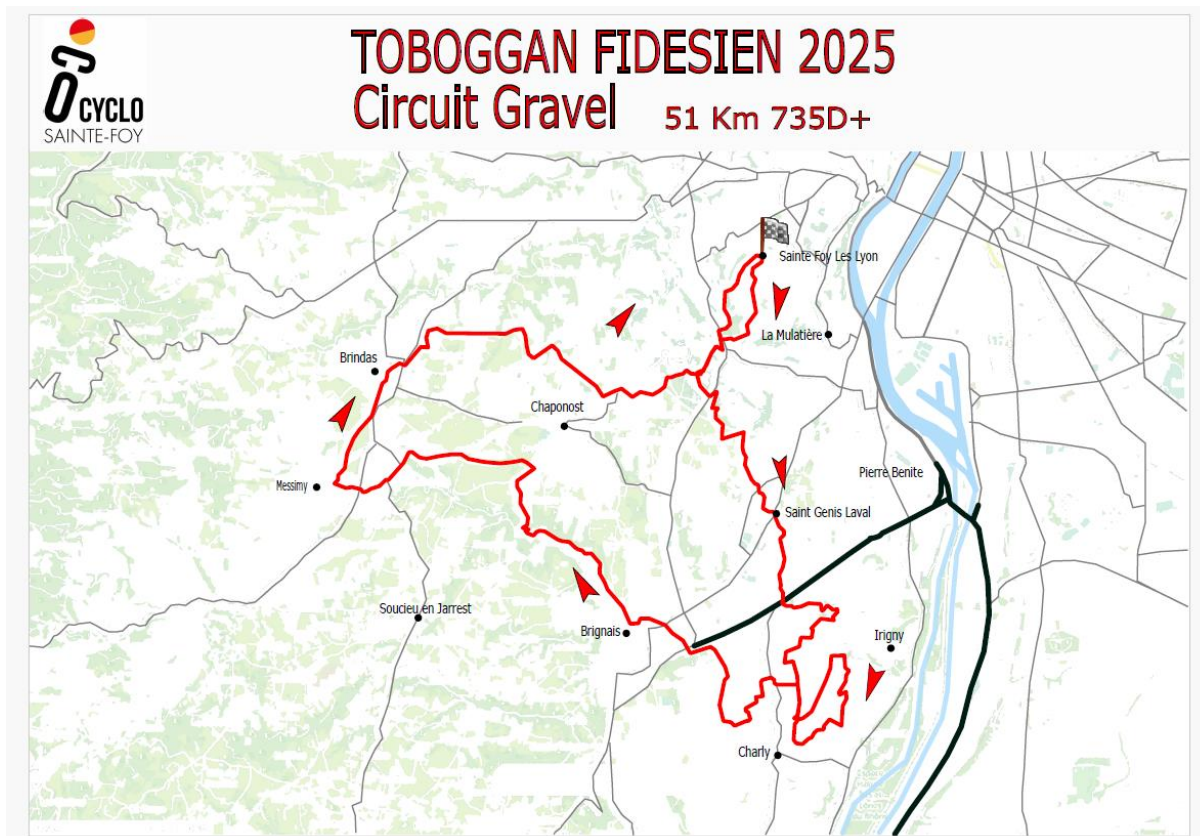 TOBOGGAN FIDESIEN 2025
Circuit Gravel 51 Km 735D+
CYCLO
SAINTE-FOY
Sainte Foy Les Lyon
La Mulatière
Brindas
Chaponost
Pierre Benite
Messimy
Saint Genis Laval
Soucieu en Jarrest
Brignais
Irigny
Charly